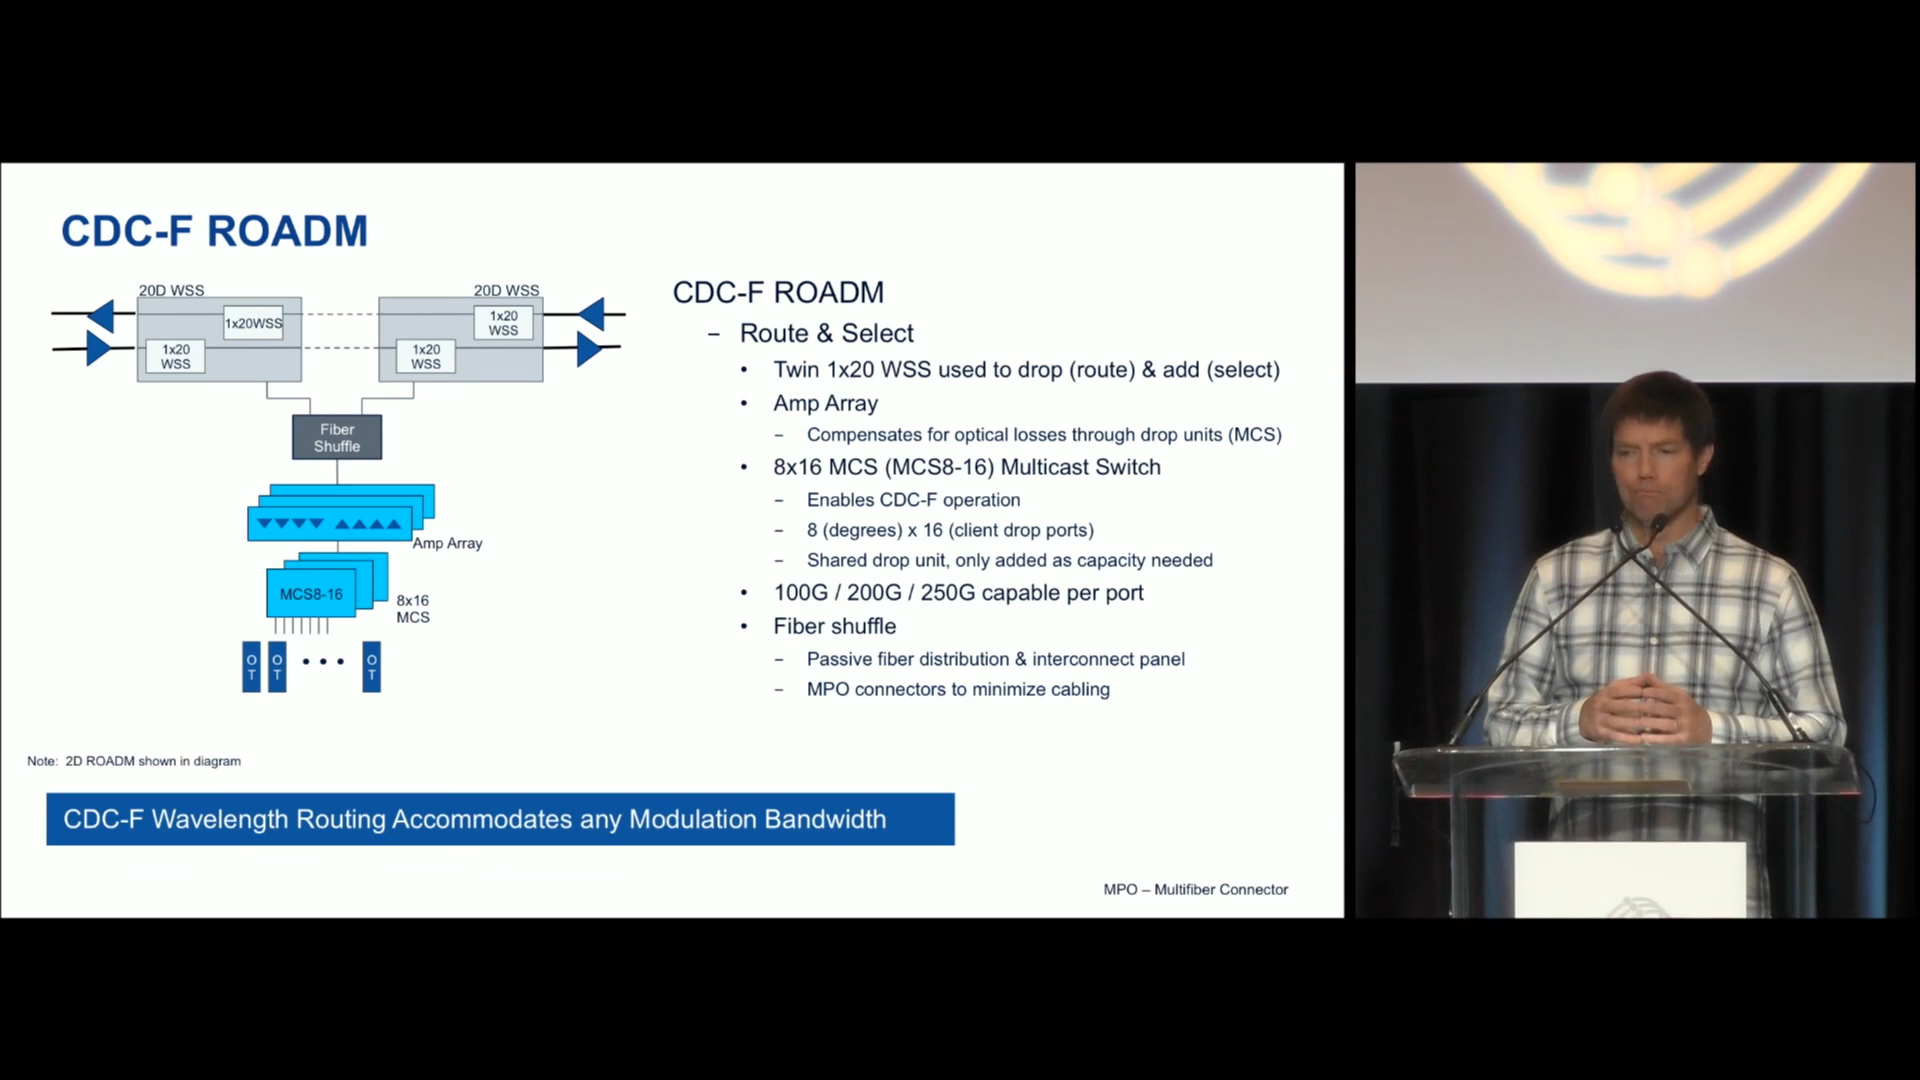 CDC-F ROADM
20D WSS
20D WSS
1x20WSS
1x20
WSS
1x20
WSS
1x20
WSS
Fiber
Shuffle
Amp Array
MCS8-16
8x16
MCS
O
T
O
T
• • •
O
T
Note: 2D ROADM shown in diagram
CDC-F ROADM
– Route & Select
• Twin 1x20 WSS used to drop (route) & add (select)
• Amp Array
– Compensates for optical losses through drop units (MCS)
• 8x16 MCS (MCS8-16) Multicast Switch
– Enables CDC-F operation
– 8 (degrees) x 16 (client drop ports)
– Shared drop unit, only added as capacity needed
• 100G / 200G / 250G capable per port
• Fiber shuffle
– Passive fiber distribution & interconnect panel
– MPO connectors to minimize cabling
CDC-F Wavelength Routing Accommodates any Modulation Bandwidth
MPO – Multifiber Connector